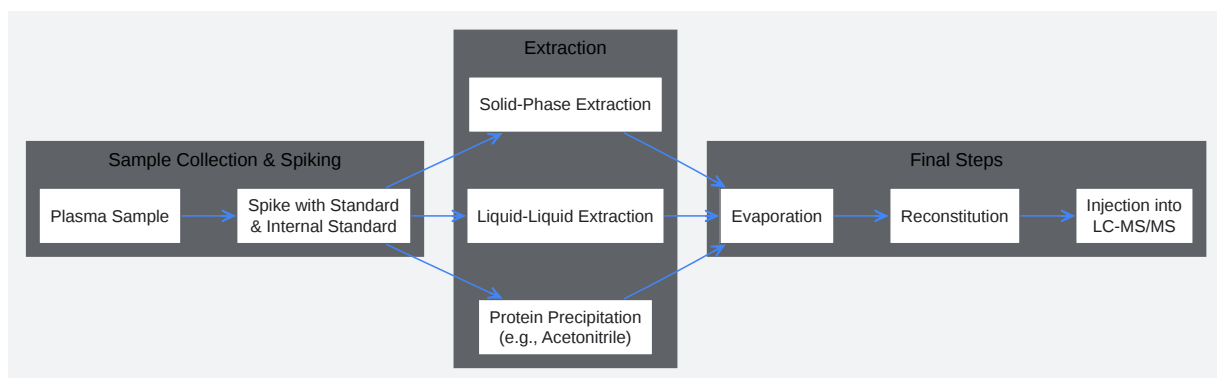 Extraction
Solid-Phase Extraction
Sample Collection & Spiking
Final Steps
Plasma Sample
Spike with Standard
& Internal Standard
Liquid-Liquid Extraction
Evaporation
Reconstitution
Injection into
LC-MS/MS
Protein Precipitation
(e.g., Acetonitrile)